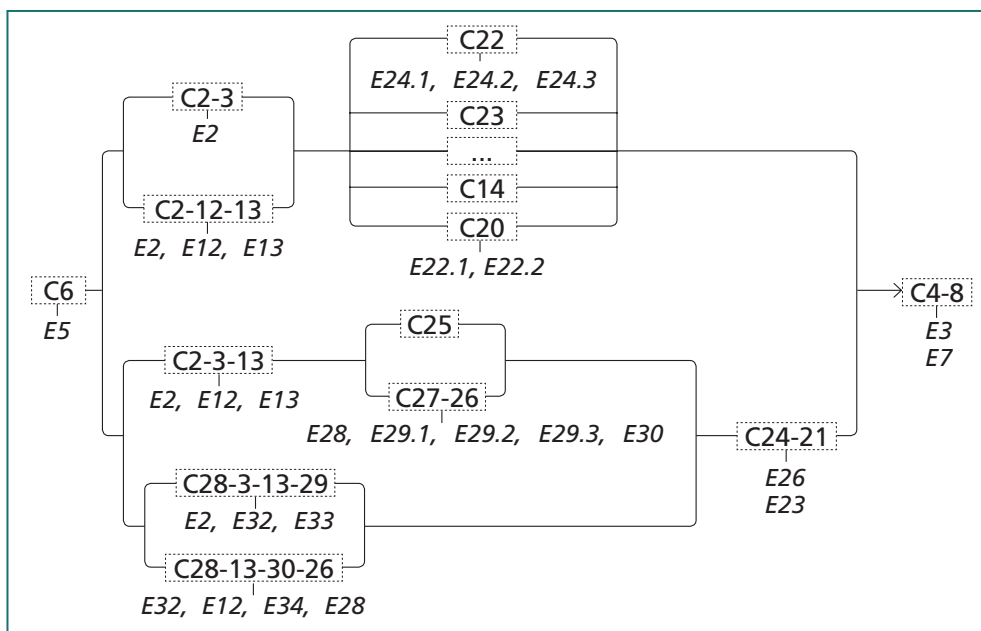 C22
E24.1, E24.2, E24.3
C2-3
E2
C23
...
C14
C2-12-13
E2, E12, E13
C20
E22.1, E22.2
C6
E5
C4-8
E3
E7
C25
C2-3-13
E2, E12, E13
C27-26
E28, E29.1, E29.2, E29.3, E30
C24-21
E26
E23
C28-3-13-29
E2, E32, E33
C28-13-30-26
E32, E12, E34, E28